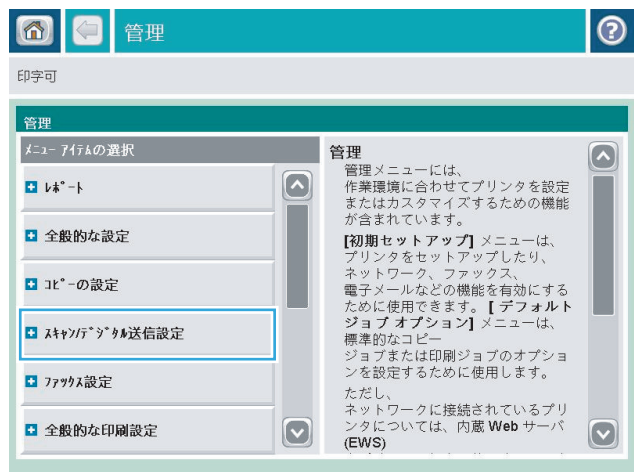 管理
印字可
管理
ﾒﾆｭｰ ｱｲﾃﾑの選択
ﾚﾎﾟｰﾄ
全般的な設定
ｺﾋﾟｰの設定
ｽｷｬﾝ/ﾃﾞｼﾞﾀﾙ送信設定
ﾌｧｯｸｽ設定
全般的な印刷設定
管理
管理メニューには、
作業環境に合わせてプリンタを設定
またはカスタマイズするための機能
が含まれています。
[初期セットアップ] メニューは、
プリンタをセットアップしたり、
ネットワーク、ファックス、
電子メールなどの機能を有効にする
ために使用できます。[ デフォルト
ジョブ オプション] メニューは、
標準的なコピー
ジョブまたは印刷ジョブのオプショ
ンを設定するために使用します。
ただし、
ネットワークに接続されているプリ
ンタについては、内蔵 Web サーバ
(EWS)